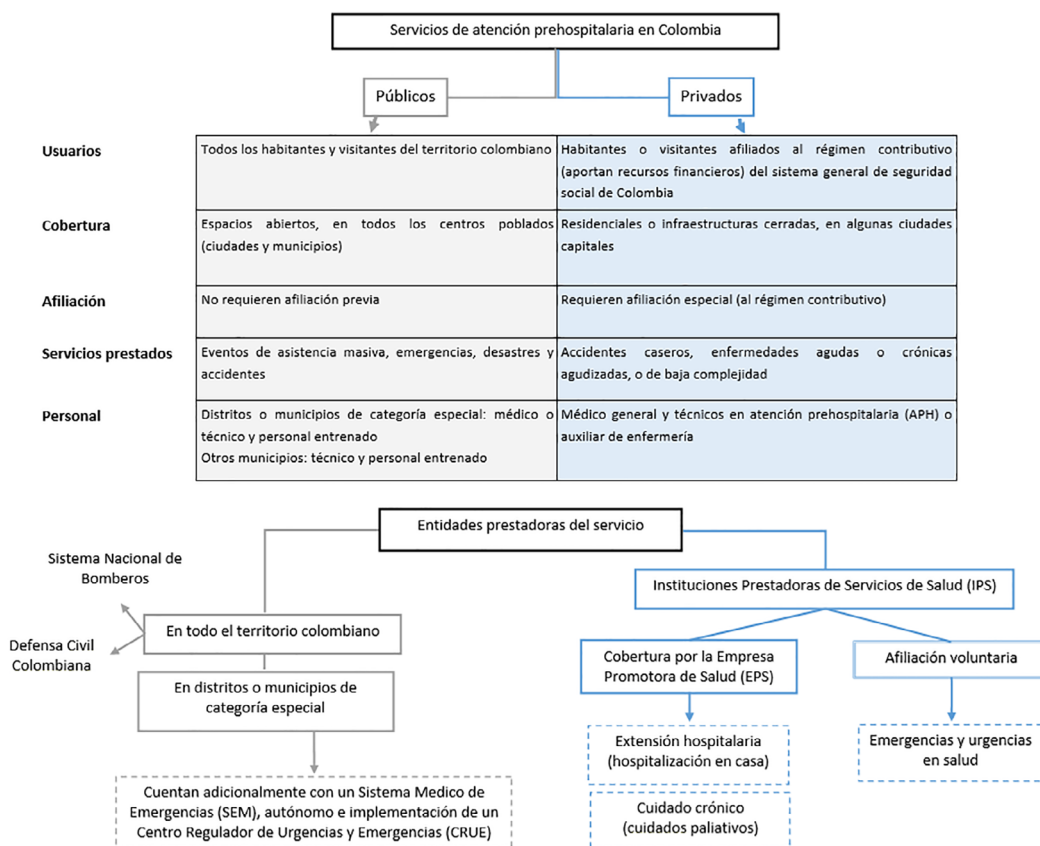 Servicios de atención prehospitalaria en Colombia
Públicos
Privados
Usuarios
Todos los habitantes y visitantes del territorio colombiano
Habitantes o visitantes afiliados al régimen contributivo
(aportan recursos financieros) del sistema general de seguridad
social de Colombia
Cobertura
Espacios abiertos, en todos los centros poblados
(ciudades y municipios)
Residenciales o infraestructuras cerradas, en algunas ciudades
capitales
Afiliación
No requieren afiliación previa
Requieren afiliación especial (al régimen contributivo)
Servicios prestados
Eventos de asistencia masiva, emergencias, desastres y
accidentes
Accidentes caseros, enfermedades agudas o crónicas
agudizadas, o de baja complejidad
Personal
Distritos o municipios de categoría especial: médico o
técnico y personal entrenado
Otros municipios: técnico y personal entrenado
Médico general y técnicos en atención prehospitalaria (APH) o
auxiliar de enfermería
Entidades prestadoras del servicio
Sistema Nacional de
Bomberos
Defensa Civil
Colombiana
En todo el territorio colombiano
En distritos o municipios de
categoría especial
Cuentan adicionalmente con un Sistema Medico de
Emergencias (SEM), autónomo e implementación de un
Centro Regulador de Urgencias y Emergencias (CRUE)
Instituciones Prestadoras de Servicios de Salud (IPS)
Cobertura por la Empresa
Promotora de Salud (EPS)
Afiliación voluntaria
Extensión hospitalaria
(hospitalización en casa)
Emergencias y urgencias
en salud
Cuidado crónico
(cuidados paliativos)